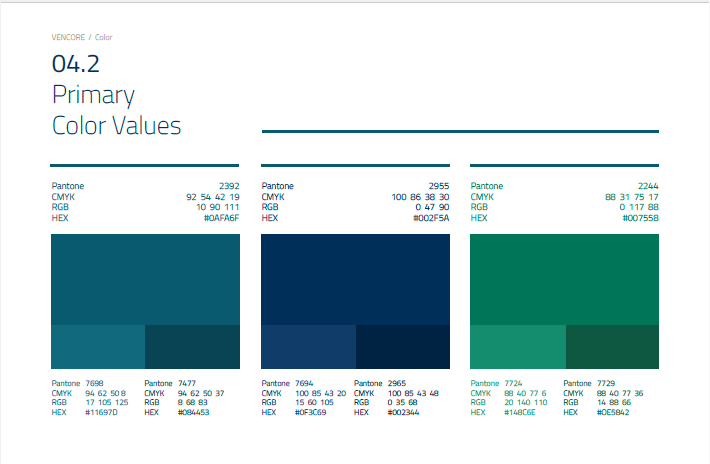 VENCORE / Color
04.2
Primary
Color Values
Pantone 2392
CMYK 92 54 42 19
RGB 10 90 111
HEX #0AFA6F
Pantone 2955
CMYK 100 86 38 30
RGB 0 47 90
HEX #002F5A
Pantone 2244
CMYK 88 31 75 17
RGB 0 117 88
HEX #007558
Pantone 7698
CMYK 94 62 50 8
RGB 17 105 125
HEX #11697D
Pantone 7477
CMYK 94 62 50 37
RGB 8 68 83
HEX #084453
Pantone 7694
CMYK 100 85 43 20
RGB 15 60 105
HEX #0F3C69
Pantone 2965
CMYK 100 85 43 48
RGB 0 35 68
HEX #002344
Pantone 7724
CMYK 88 40 77 6
RGB 20 140 110
HEX #148C6E
Pantone 7729
CMYK 88 40 77 36
RGB 14 88 66
HEX #0E5842